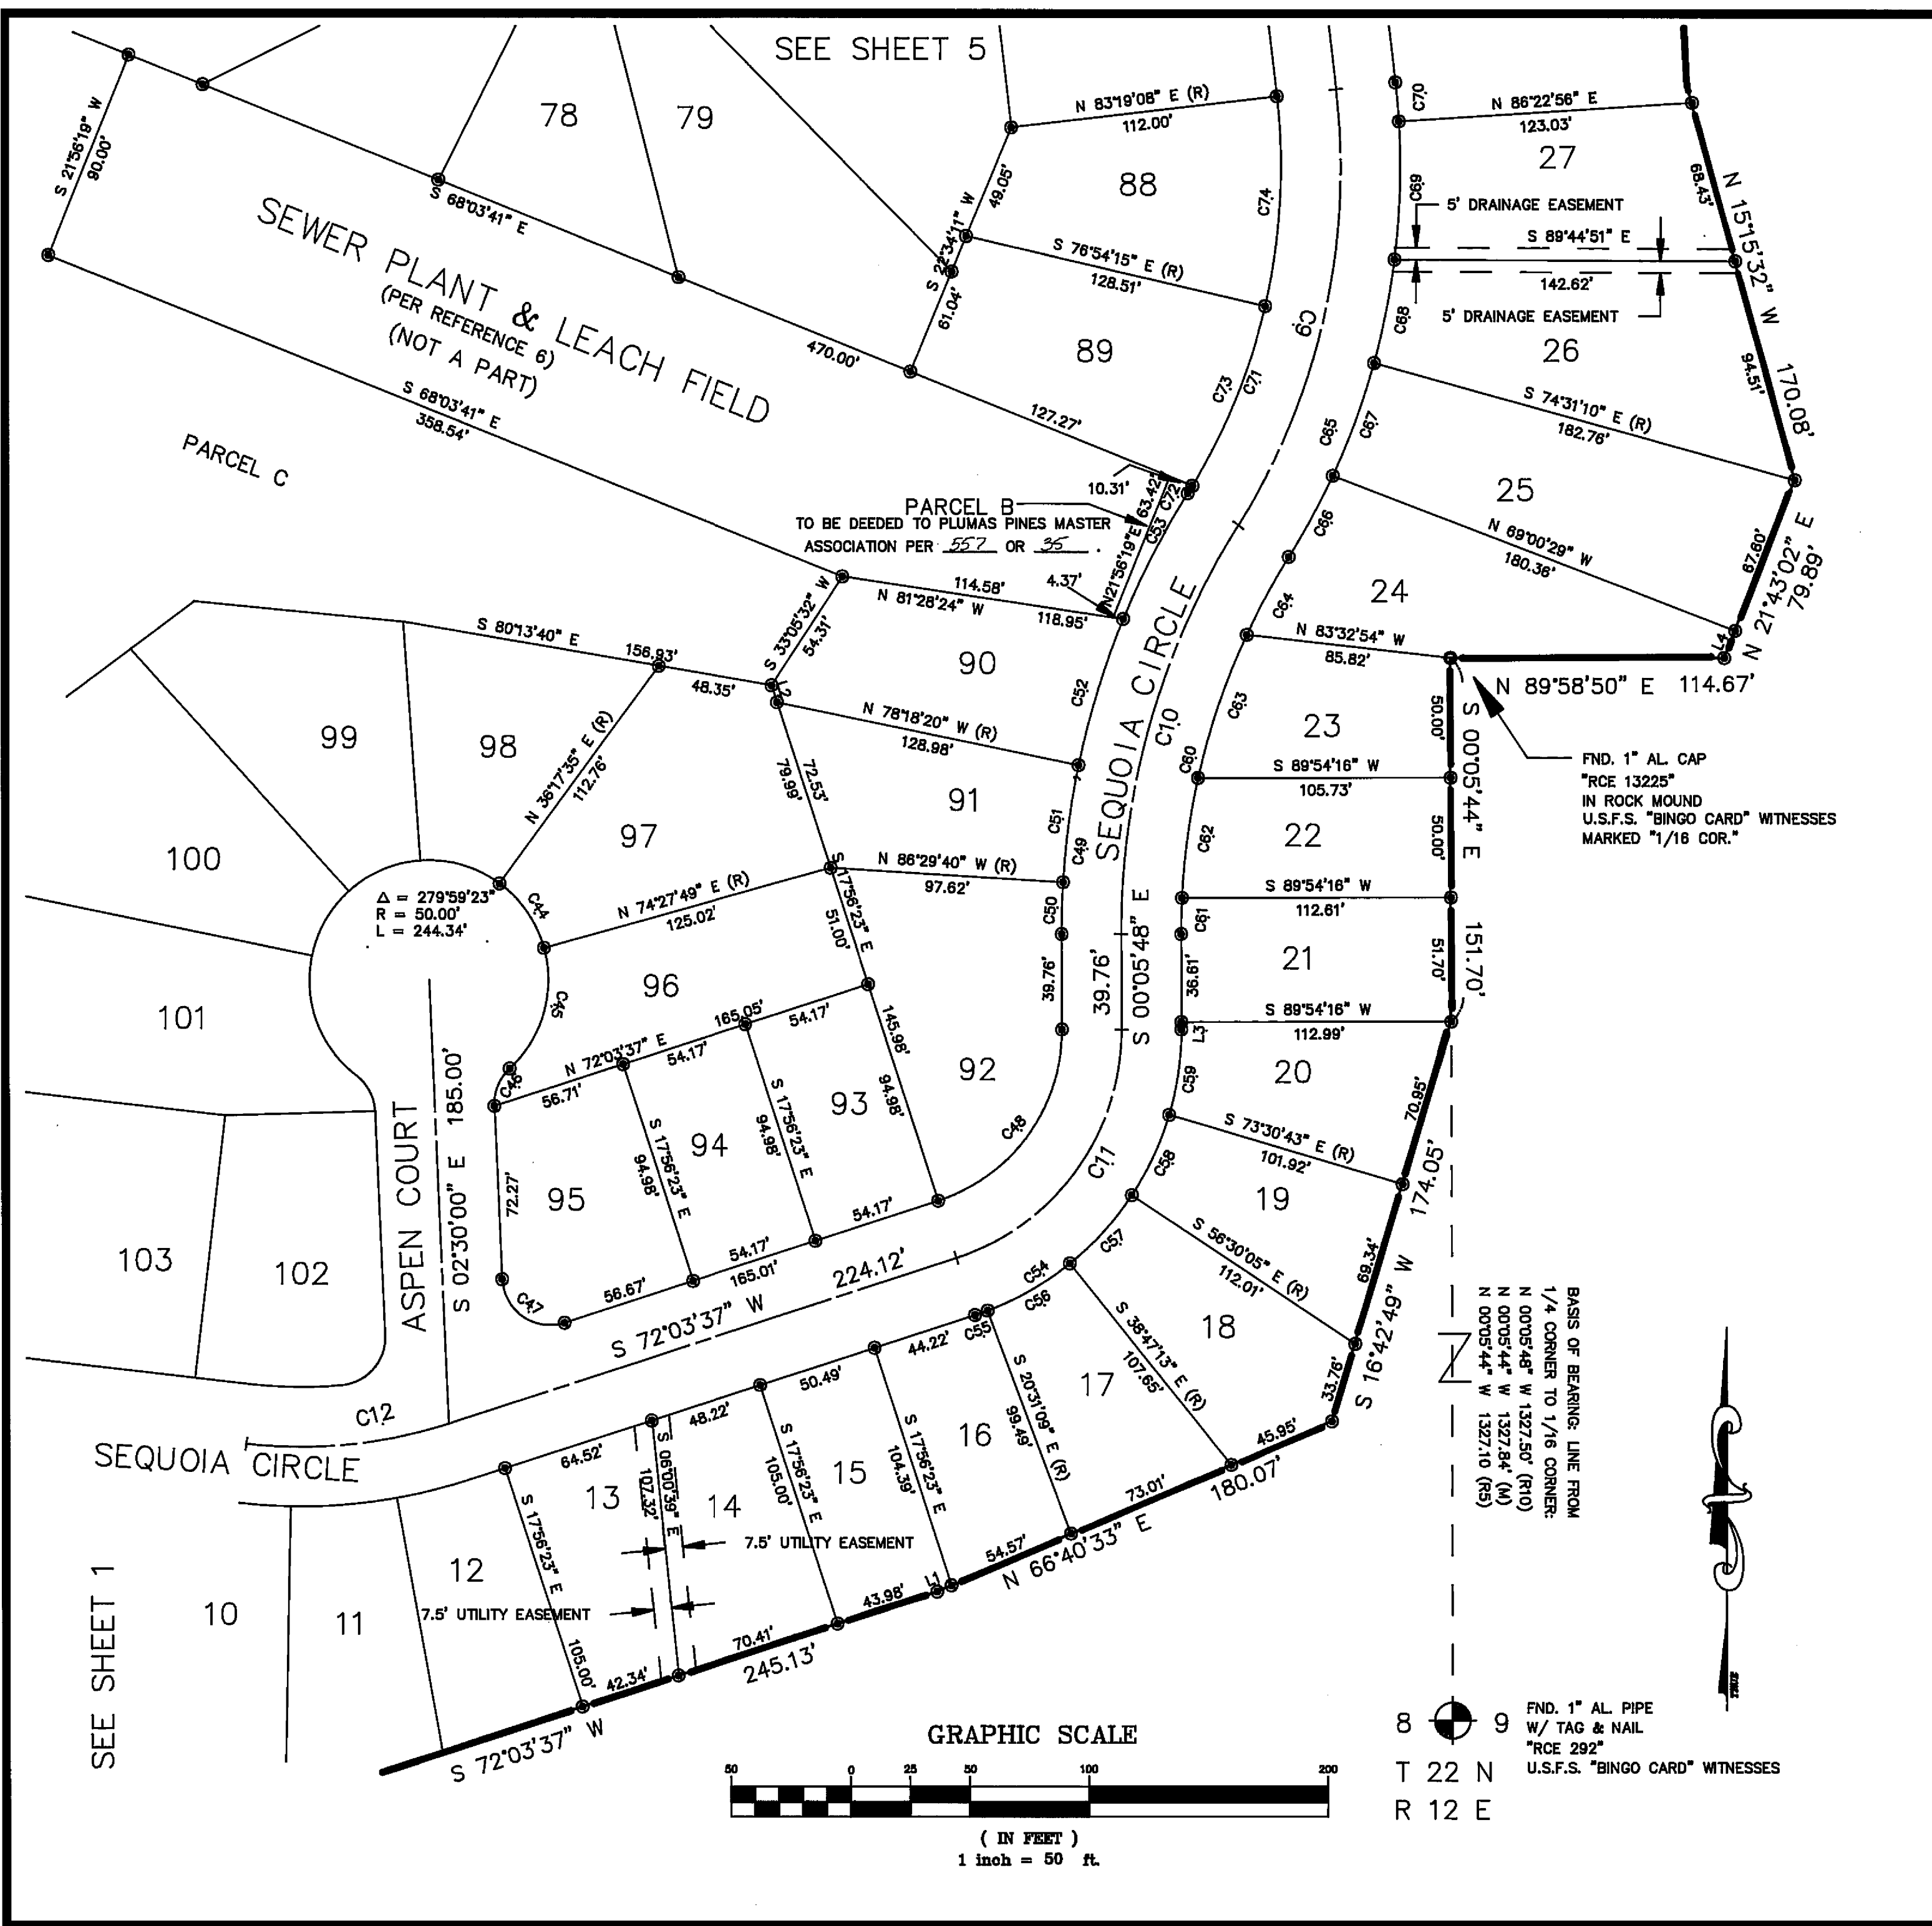 SEE SHEET 5
78
79
S 21°56'19" W
90.00'
S 68°03'41" E
470.00'
SEWER PLANT & LEACH FIELD
(PER REFERENCE 6)
(NOT A PART)
S 68°03'41" E
358.54'
PARCEL C
N 83°19'08" E (R)
112.00'
88
49.05'
S 22°34'11" W
61.04'
S 76°54'15" E (R)
128.51'
89
127.27'
C74
C73
C71
C9
C70
N 86°22'56" E
123.03'
27
C69
68.43'
N 15°15'32" W
170.08'
5' DRAINAGE EASEMENT
S 89°44'51" E
142.62'
5' DRAINAGE EASEMENT
C68
26
94.51'
S 74°31'10" E (R)
182.76'
C65
C67
25
C66
N 69°00'29" W
180.36'
67.80'
N 21°43'02" E
79.89'
L4
24
C64
N 83°32'54" W
85.82'
N 89°58'50" E 114.67'
10.31'
PARCEL B
TO BE DEEDED TO PLUMAS PINES MASTER
ASSOCIATION PER 557 OR 35 .
N21°56'19"E 63.42'
C72
C53
4.37'
114.58'
N 81°28'24" W
118.95'
S 33°05'32" W
54.31'
90
C52
S 80°13'40" E
156.93'
48.35'
L2
N 78°18'20" W (R)
128.98'
72.53'
79.99'
91
C51
C49
N 86°29'40" W (R)
97.62'
C50
39.76'
SEQUOIA CIRCLE
C10
39.76'
S 00°05'48" E
C63
C60
23
50.00'
S 00°05'44" E
151.70'
S 89°54'16" W
105.73'
C62
22
50.00'
S 89°54'16" W
112.61'
C61
36.61'
21
51.70'
S 89°54'16" W
112.99'
L3
FND. 1" AL. CAP
"RCE 13225"
IN ROCK MOUND
U.S.F.S. "BINGO CARD" WITNESSES
MARKED "1/16 COR."
99
98
N 36°17'35" E (R)
112.76'
97
100
Δ = 279°59'23"
R = 50.00'
L = 244.34'
C44
N 74°27'49" E (R)
125.02'
S 17°56'23" E
51.00'
96
C45
101
C46
N 72°03'37" E
165.05'
56.71'
54.17'
54.17'
145.98'
94.98'
92
93
S 17°56'23" E
94.98'
94
S 17°56'23" E
94.98'
95
72.27'
C47
56.67'
54.17'
165.01'
54.17'
C48
C11
ASPEN COURT
S 02°30'00" E 185.00'
103
102
S 72°03'37" W
224.12'
C12
SEQUOIA CIRCLE
C59
20
70.95'
S 73°30'43" E (R)
101.92'
C58
19
174.05'
69.34'
S 16°42'49" W
S 56°30'05" E (R)
112.01'
C57
C54
C56
C55
18
33.76'
S 38°47'13" E (R)
107.65'
17
45.95'
44.22'
S 20°31'09" E (R)
99.49'
16
73.01'
180.07'
50.49'
S 17°56'23" E
104.39'
15
54.57'
N 66°40'33" E
48.22'
S 17°56'23" E
105.00'
14
L1
43.98'
64.52'
S 06°00'39" E
107.32'
13
7.5' UTILITY EASEMENT
7.5' UTILITY EASEMENT
70.41'
245.13'
S 17°56'23" E
105.00'
42.34'
12
11
10
S 72°03'37" W
SEE SHEET 1
BASIS OF BEARING: LINE FROM
1/4 CORNER TO 1/16 CORNER:
N 00°05'48" W 1327.50' (R10)
N 00°05'44" W 1327.84' (M)
N 00°05'44" W 1327.10 (R5)
8
9
FND. 1" AL. PIPE
W/ TAG & NAIL
"RCE 292"
U.S.F.S. "BINGO CARD" WITNESSES
T 22 N
R 12 E
GRAPHIC SCALE
50 0 25 50 100 200
( IN FEET )
1 inch = 50 ft.